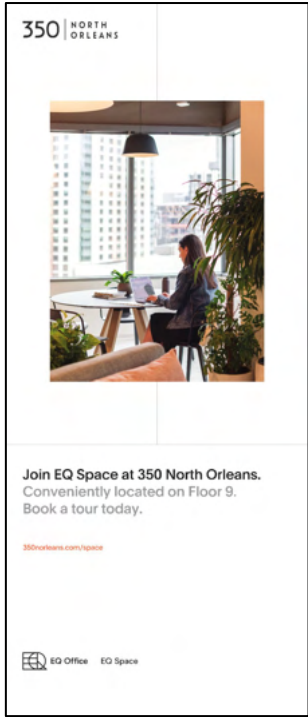 350 NORTH
ORLEANS
Join EQ Space at 350 North Orleans.
Conveniently located on Floor 9.
Book a tour today.
350norleans.com/space
EQ Office EQ Space